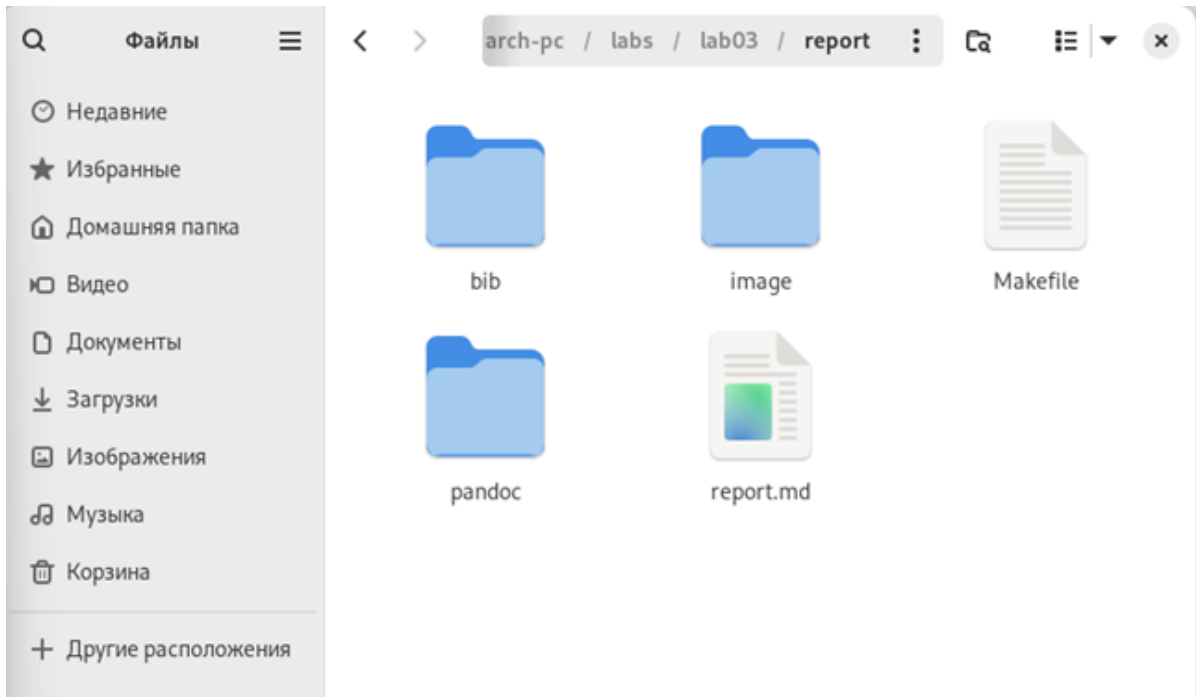 Файлы
arch-pc / labs / lab03 / report
Недавние
Избранные
Домашняя папка
Видео
Документы
Загрузки
Изображения
Музыка
Корзина
Другие расположения
bib
image
Makefile
pandoc
report.md